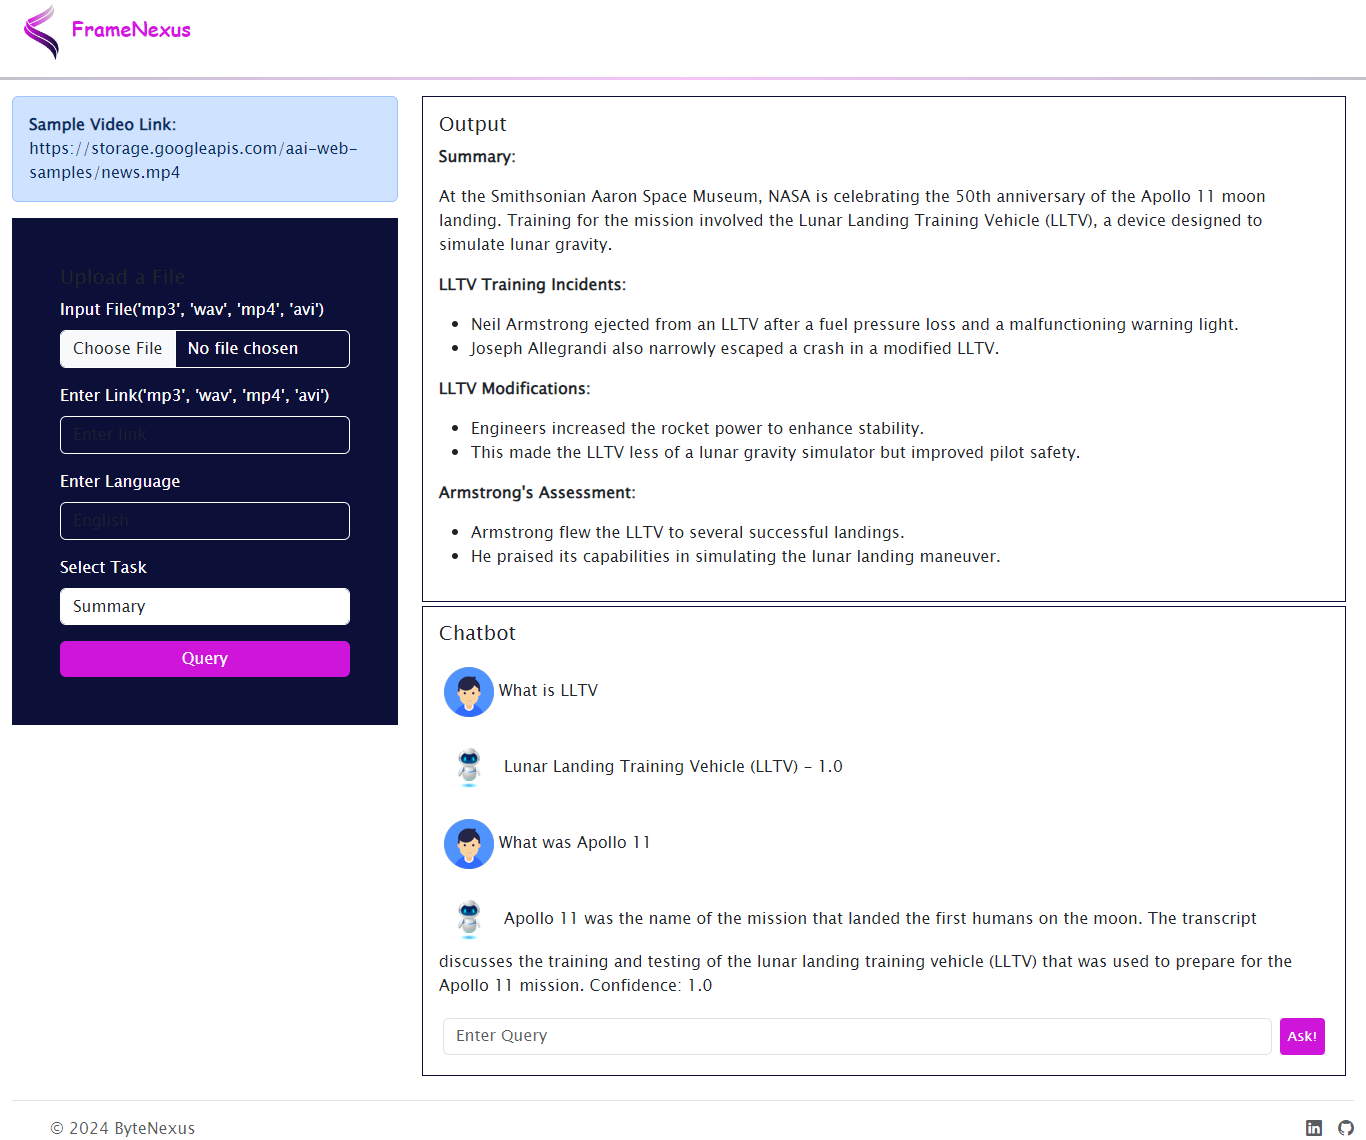 FrameNexus
Sample Video Link:
https://storage.googleapis.com/aai-web-
samples/news.mp4
Upload a File
Input File('mp3', 'wav', 'mp4', 'avi')
Choose File No file chosen
Enter Link('mp3', 'wav', 'mp4', 'avi')
Enter link
Enter Language
English
Select Task
Summary
Query
Output
Summary:
At the Smithsonian Aaron Space Museum, NASA is celebrating the 50th anniversary of the Apollo 11 moon
landing. Training for the mission involved the Lunar Landing Training Vehicle (LLTV), a device designed to
simulate lunar gravity.
LLTV Training Incidents:
• Neil Armstrong ejected from an LLTV after a fuel pressure loss and a malfunctioning warning light.
• Joseph Allegrandi also narrowly escaped a crash in a modified LLTV.
LLTV Modifications:
• Engineers increased the rocket power to enhance stability.
• This made the LLTV less of a lunar gravity simulator but improved pilot safety.
Armstrong's Assessment:
• Armstrong flew the LLTV to several successful landings.
• He praised its capabilities in simulating the lunar landing maneuver.
Chatbot
What is LLTV
Lunar Landing Training Vehicle (LLTV) - 1.0
What was Apollo 11
Apollo 11 was the name of the mission that landed the first humans on the moon. The transcript
discusses the training and testing of the lunar landing training vehicle (LLTV) that was used to prepare for the
Apollo 11 mission. Confidence: 1.0
Enter Query
Ask!
© 2024 ByteNexus
in